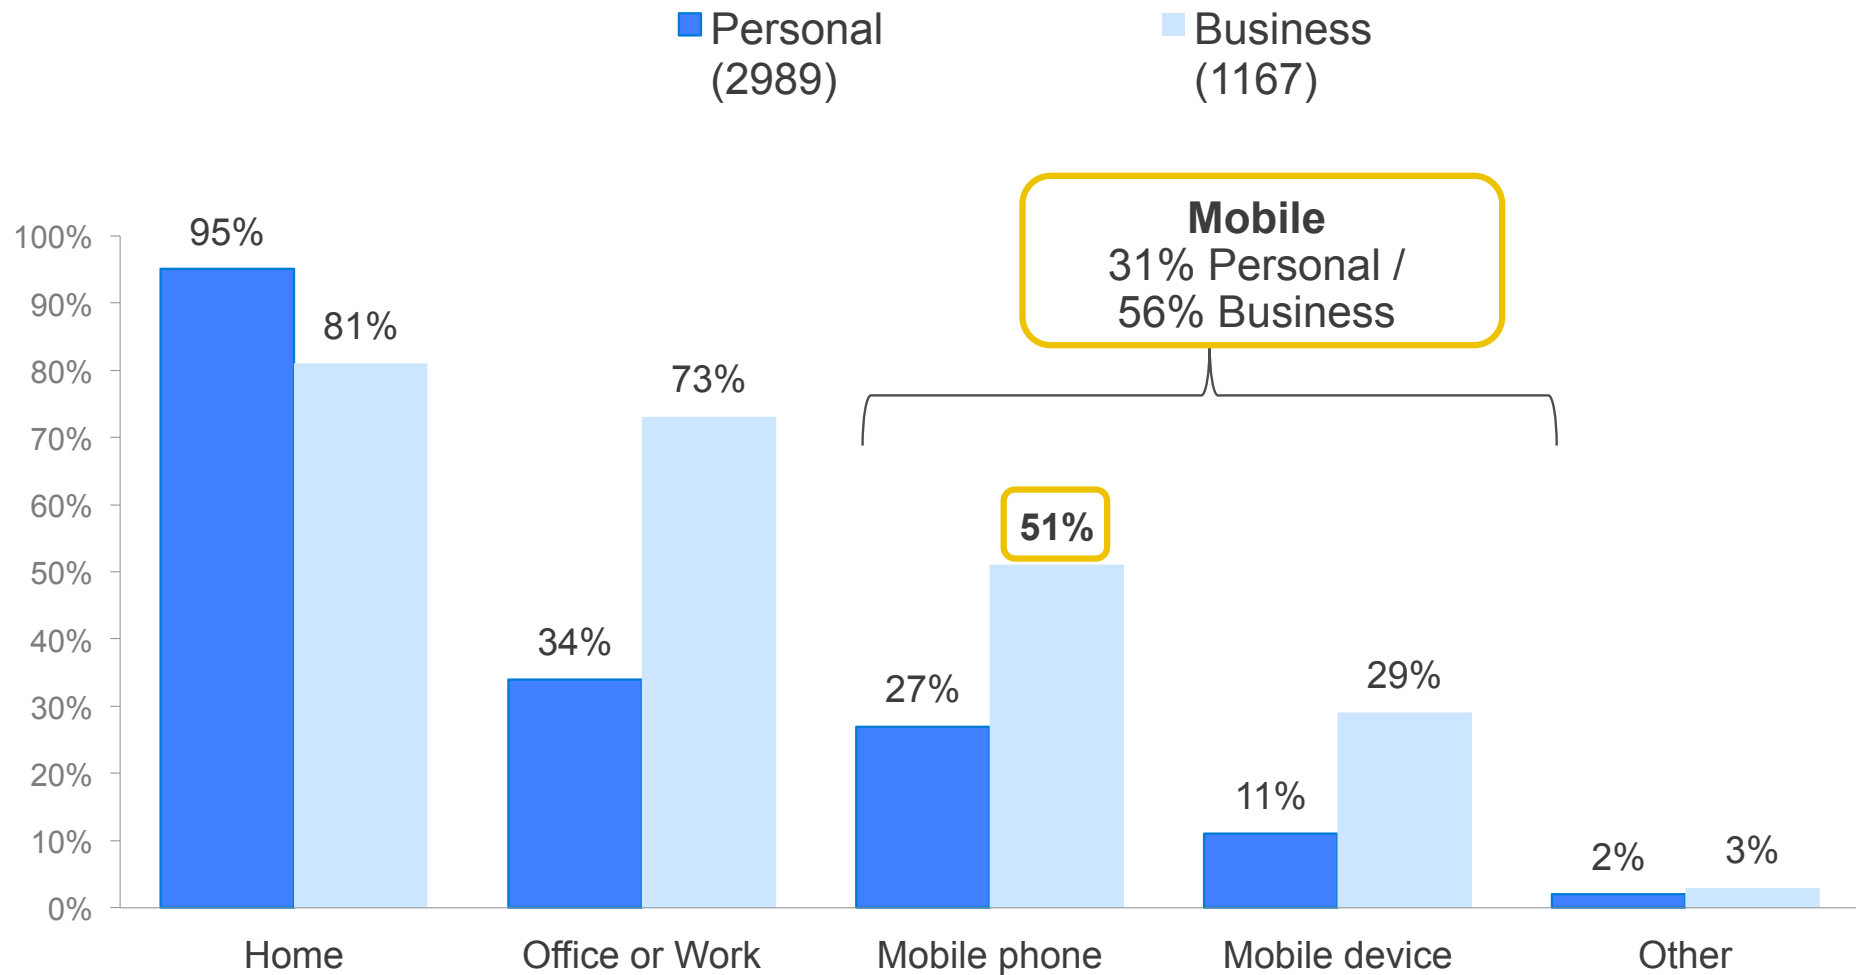 Personal
(2989)
Business
(1167)
Mobile
31% Personal /
56% Business
100%
90%
80%
70%
60%
50%
40%
30%
20%
10%
0%
95%
81%
34%
73%
27%
51%
11%
29%
2%
3%
Home
Office or Work
Mobile phone
Mobile device
Other